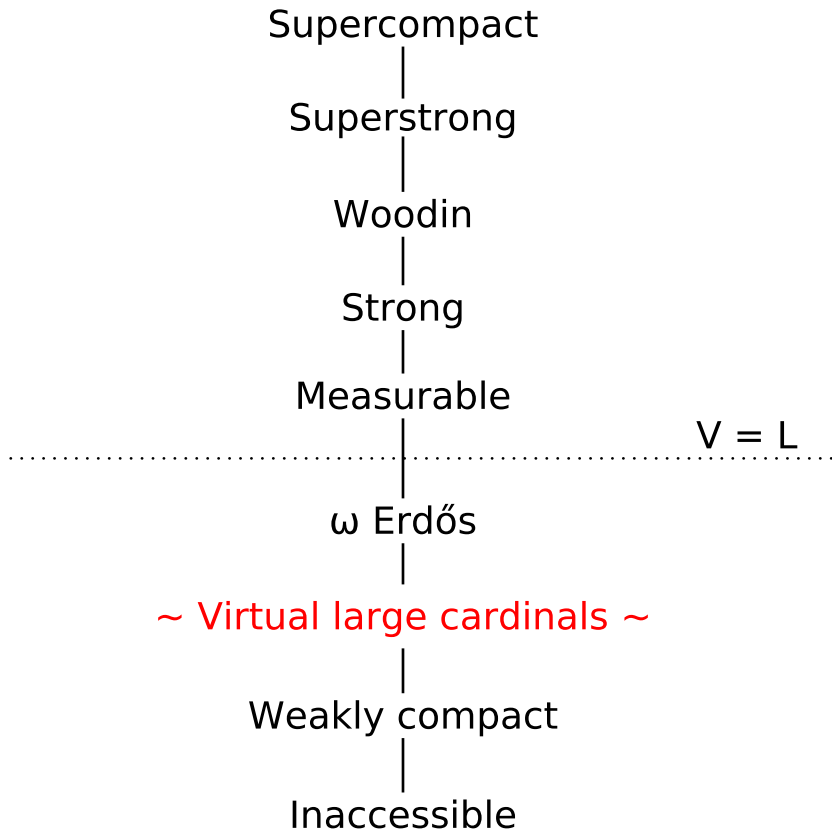 Supercompact
Superstrong
Woodin
Strong
Measurable
V = L
ω Erdős
~ Virtual large cardinals ~
Weakly compact
Inaccessible